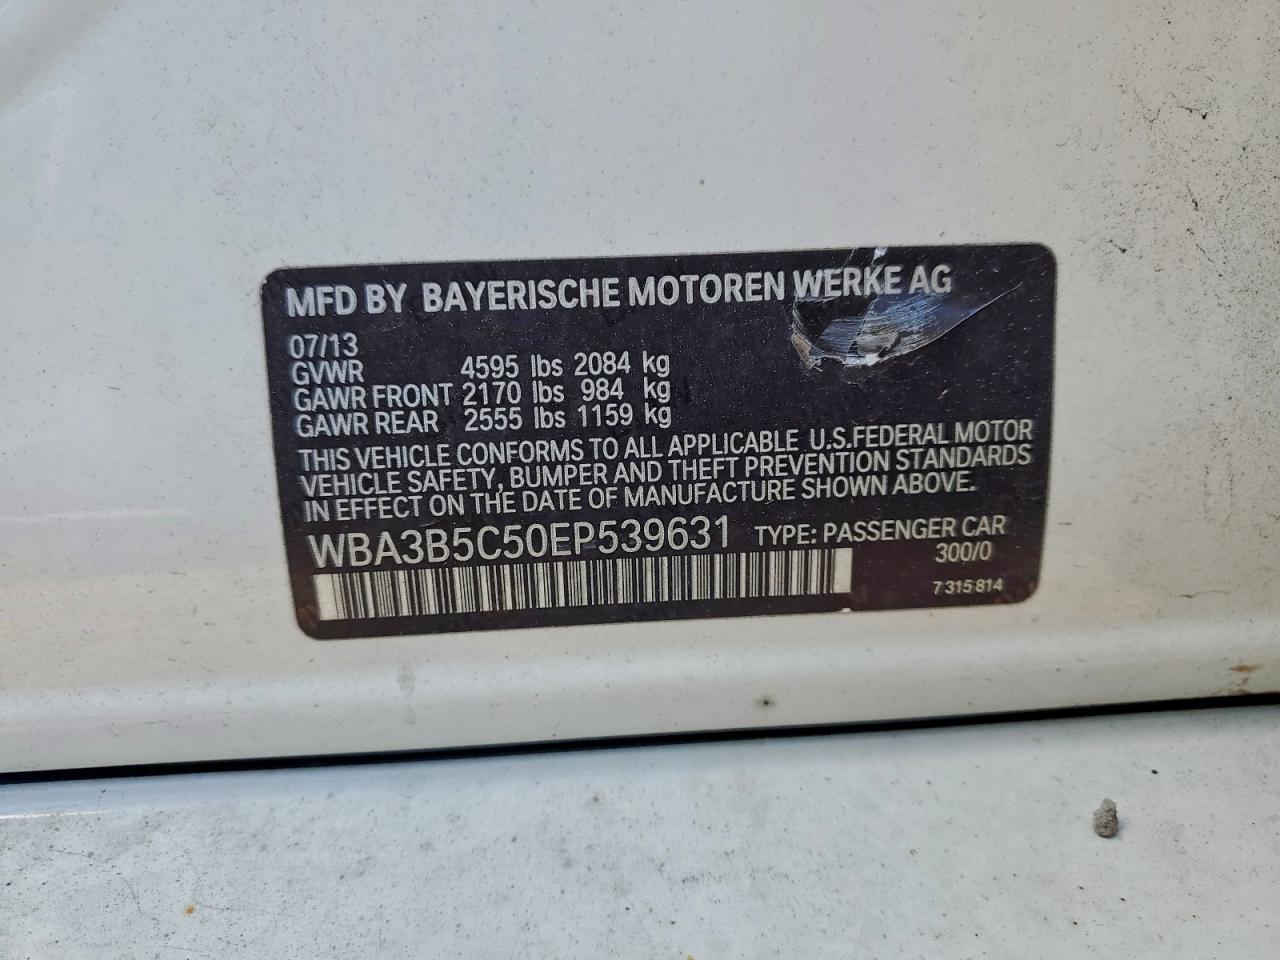 MFD BY BAYERISCHE MOTOREN WERKE AG
07/13
GVWR 4595 lbs 2084 kg
GAWR FRONT 2170 lbs 984 kg
GAWR REAR 2555 lbs 1159 kg
THIS VEHICLE CONFORMS TO ALL APPLICABLE U.S.FEDERAL MOTOR
VEHICLE SAFETY, BUMPER AND THEFT PREVENTION STANDARDS
IN EFFECT ON THE DATE OF MANUFACTURE SHOWN ABOVE.
WBA3B5C50EP539631 TYPE: PASSENGER CAR
300/0
7 315 814